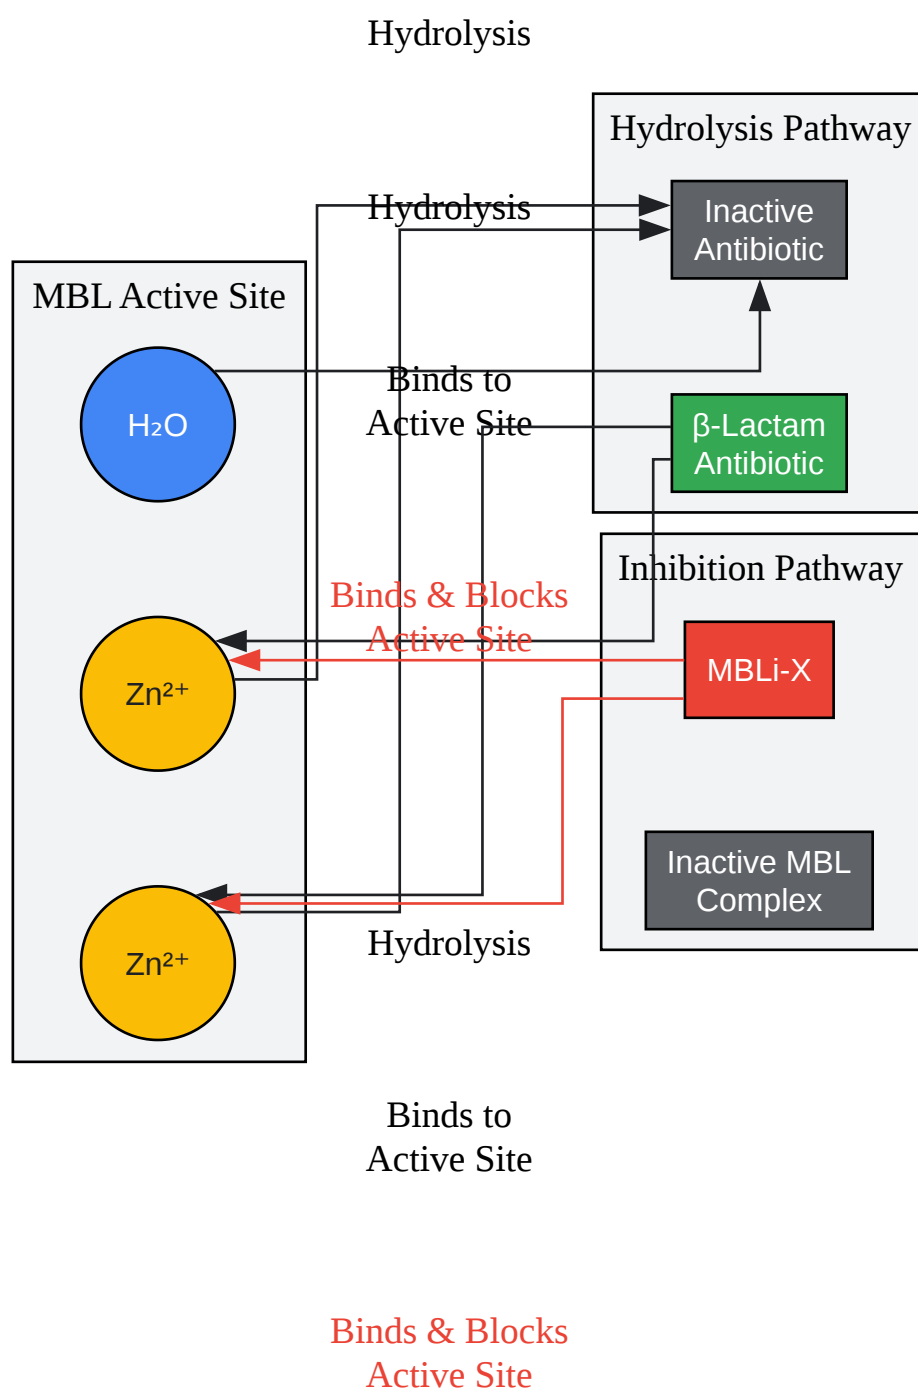 Hydrolysis
Hydrolysis Pathway
Hydrolysis
Inactive
Antibiotic
MBL Active Site
H₂O
Binds to
Active Site
β-Lactam
Antibiotic
Inhibition Pathway
Binds & Blocks
Active Site
Zn²⁺
MBLi-X
Inactive MBL
Complex
Hydrolysis
Zn²⁺
Binds to
Active Site
Binds & Blocks
Active Site